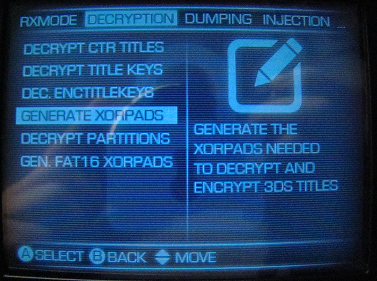 RXMODE DECRYPTION DUMPING INJECTION
DECRYPT CTR TITLES
DECRYPT TITLE KEYS
DEC. ENCTITLEKEYS
GENERATE XORPADS
DECRYPT PARTITIONS
GEN. FAT16 XORPADS
GENERATE THE
XORPADS NEEDED
TO DECRYPT AND
ENCRYPT 3DS TITLES
A SELECT B BACK MOVE